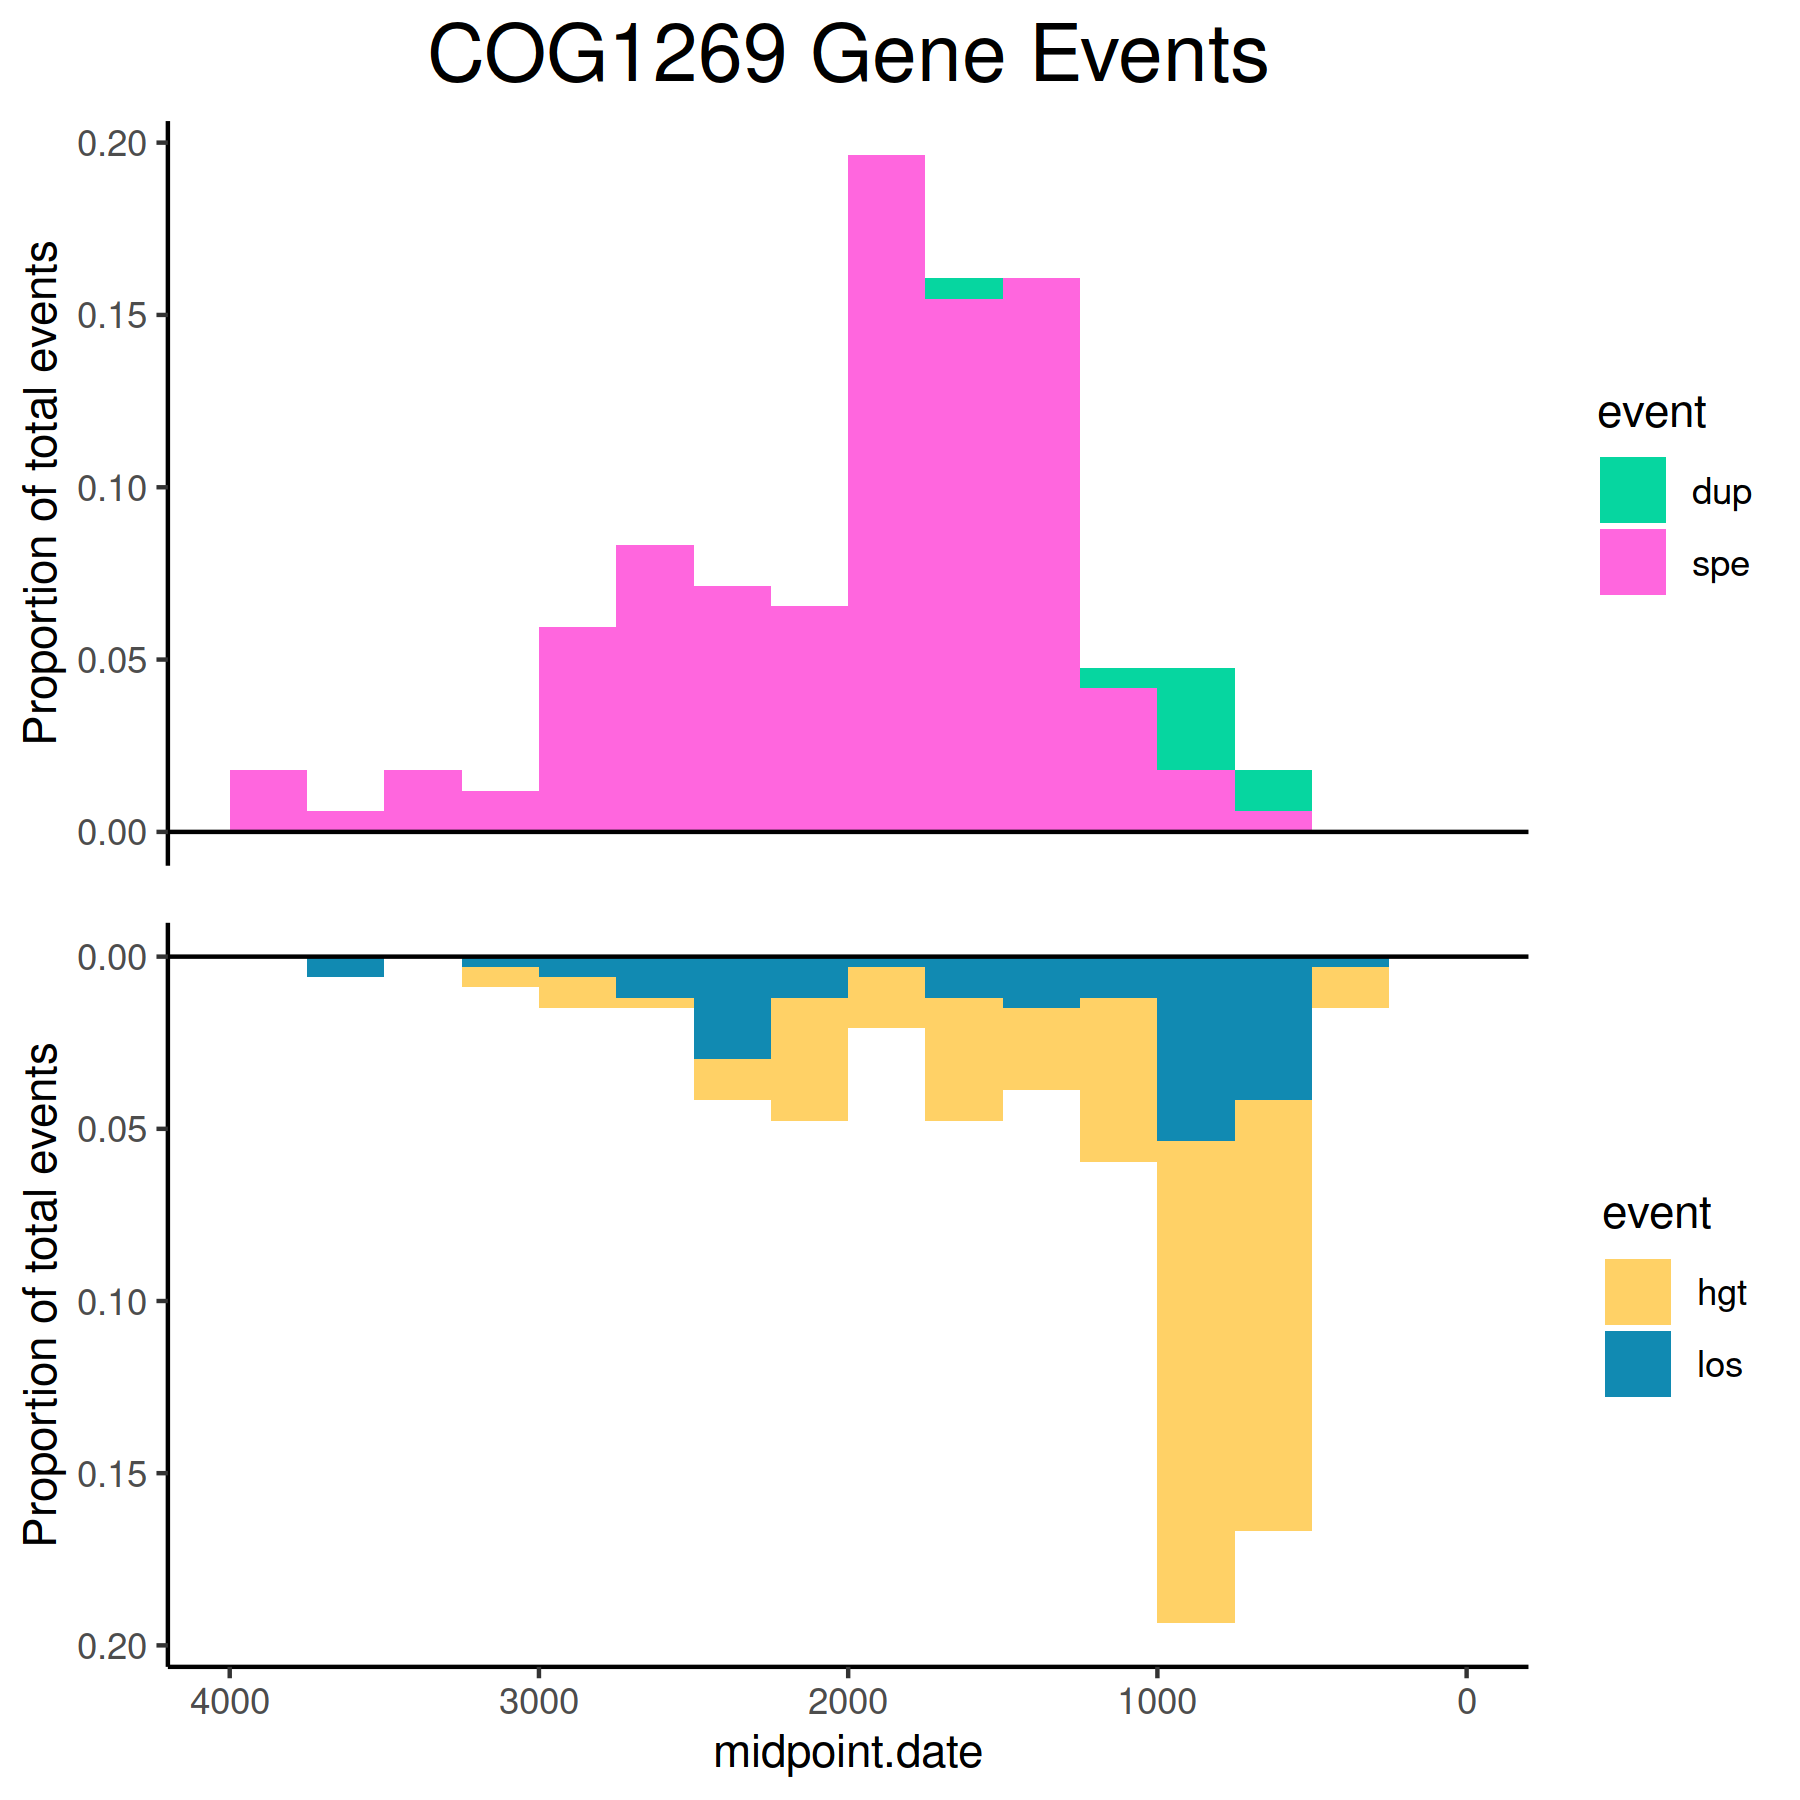 COG1269 Gene Events
Proportion of total events
0.20
0.15
0.10
0.05
0.00
event
dup
spe
Proportion of total events
0.00
0.05
0.10
0.15
0.20
event
hgt
los
4000 3000 2000 1000 0
midpoint.date